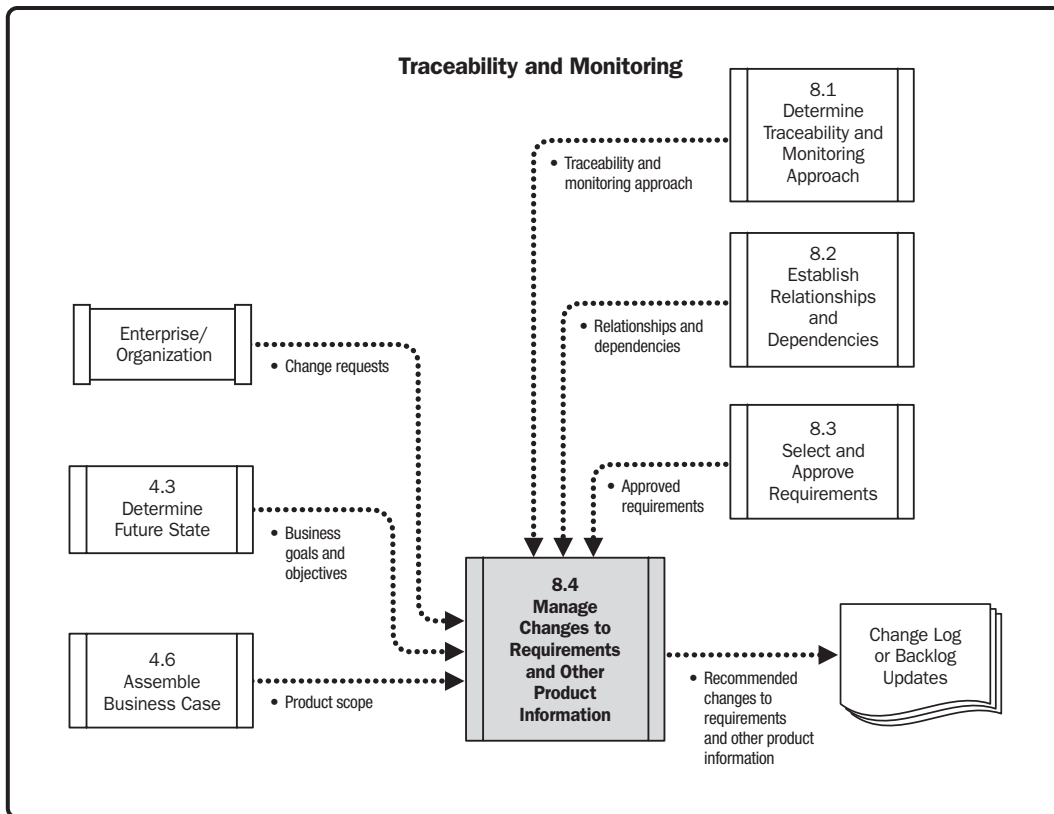 Traceability and Monitoring
8.1
Determine
Traceability and
Monitoring
Approach
• Traceability and
monitoring approach
8.2
Establish
Relationships
and
Dependencies
• Relationships and
dependencies
Enterprise/
Organization
• Change requests
8.3
Select and
Approve
Requirements
• Approved
requirements
4.3
Determine
Future State
• Business
goals and
objectives
8.4
Manage
Changes to
Requirements
and Other
Product
Information
4.6
Assemble
Business Case
• Product scope
Change Log
or Backlog
Updates
• Recommended
changes to
requirements
and other product
information